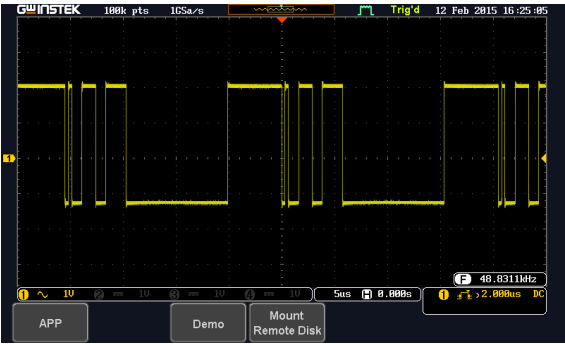 GWINSTEK 100k pts 1GSa/s Trig'd 12 Feb 2015 16:25:05
1
F 48.8311kHz
1 1V 2 1V 3 1V 4 1V 5us H 0.000s 1 >2.000us DC
APP Demo Mount
Remote Disk